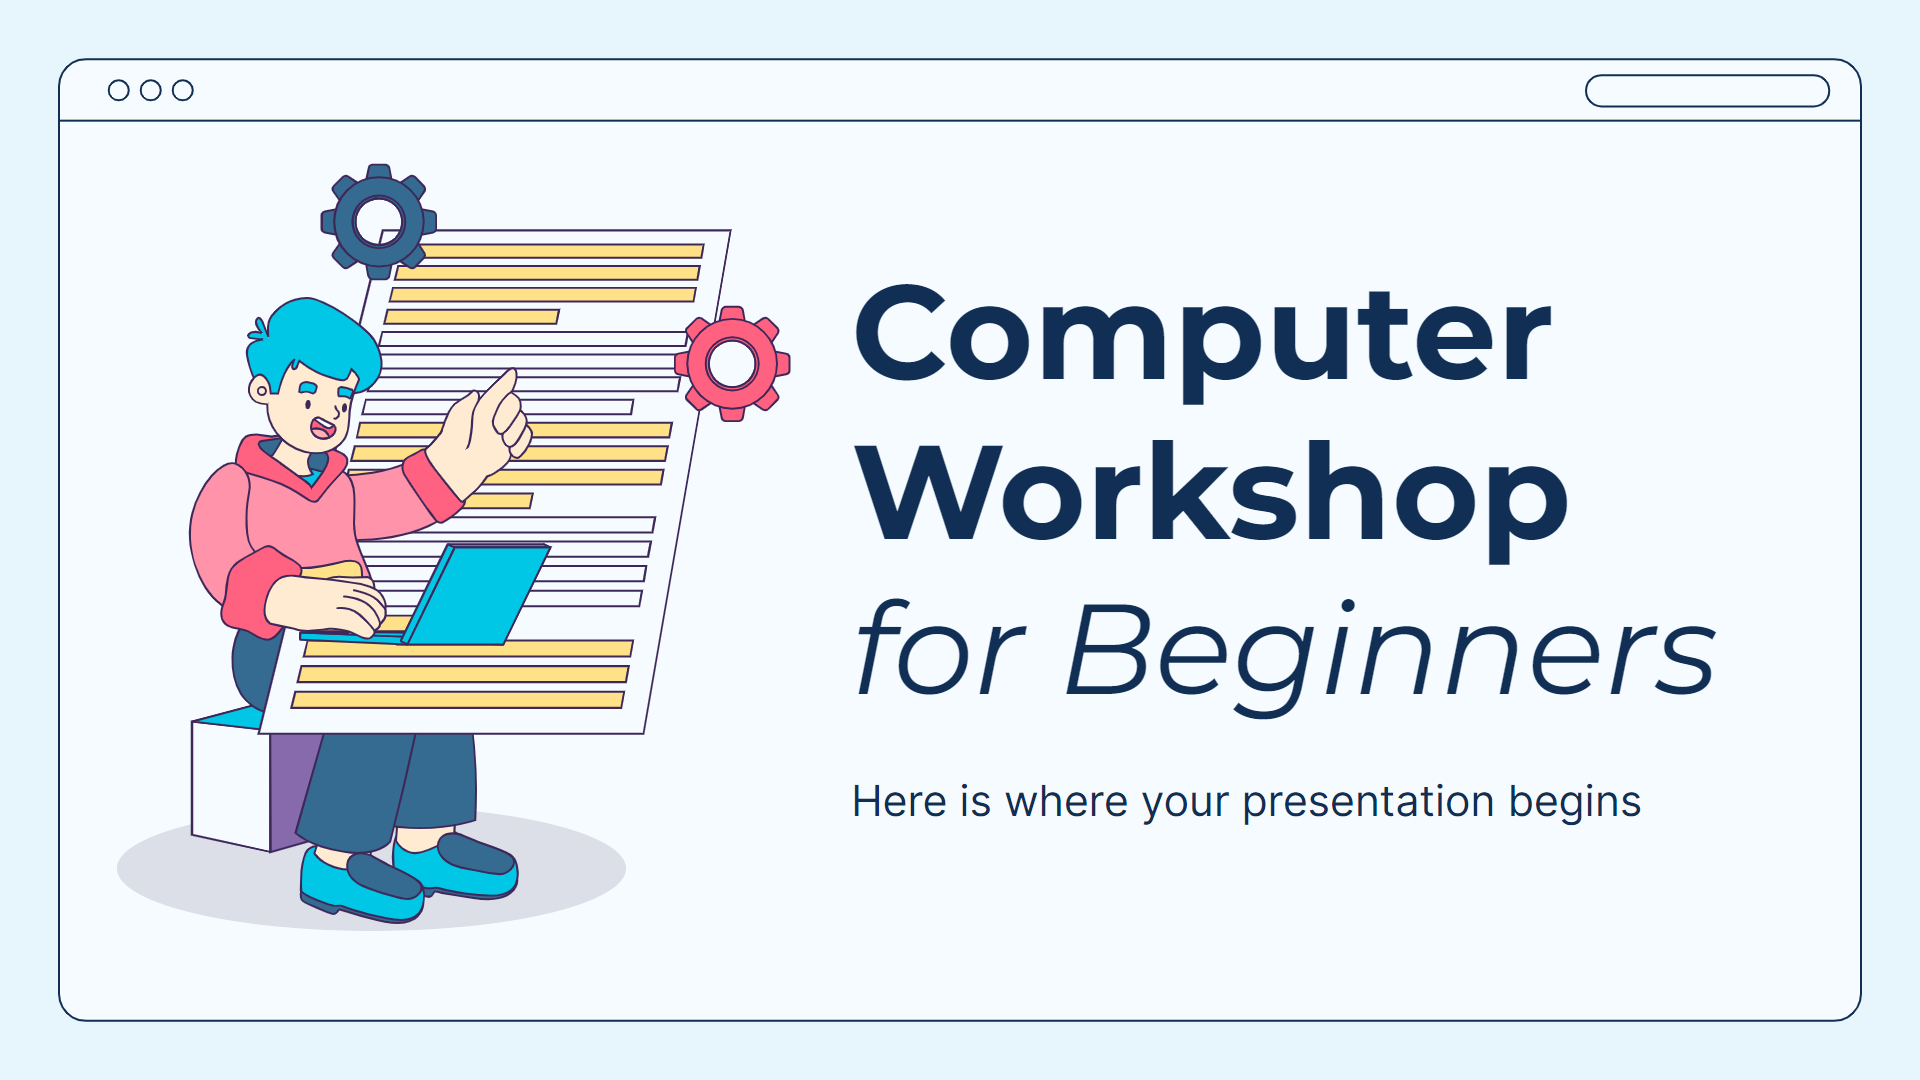 Computer
Workshop
for Beginners
Here is where your presentation begins